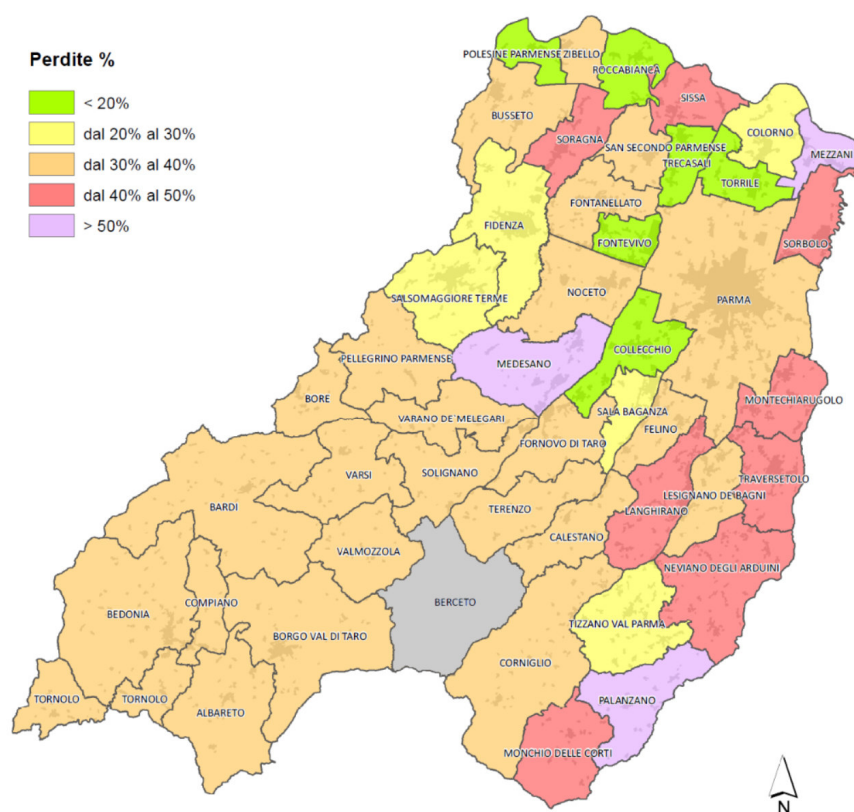 Perdite %
< 20%
dal 20% al 30%
dal 30% al 40%
dal 40% al 50%
> 50%
POLESINE PARMENSE
ZIBELLO
ROCCABIANCA
SISSA
BUSSETO
SORAGNA
SAN SECONDO PARMENSE
TRECASALI
COLORNO
MEZZANI
TORRILE
FONTANELLATO
FIDENZA
FONTEVIVO
SORBOLO
SALSOMAGGIORE TERME
NOCETO
PARMA
PELLEGRINO PARMENSE
MEDESANO
COLLECCHIO
BORE
VARANO DE`MELEGARI
SALA BAGANZA
MONTECHIARUGOLO
FORNOVO DI TARO
FELINO
VARSI
SOLIGNANO
TRAVERSETOLO
LESIGNANO DE`BAGNI
BARDI
TERENZO
LANGHIRANO
CALESTANO
VALMOZZOLA
NEVIANO DEGLI ARDUINI
BERCETO
COMPIANO
BEDONIA
BORGO VAL DI TARO
TIZZANO VAL PARMA
CORNIGLIO
TORNOLO
TORNOLO
ALBARETO
PALANZANO
MONCHIO DELLE CORTI
N